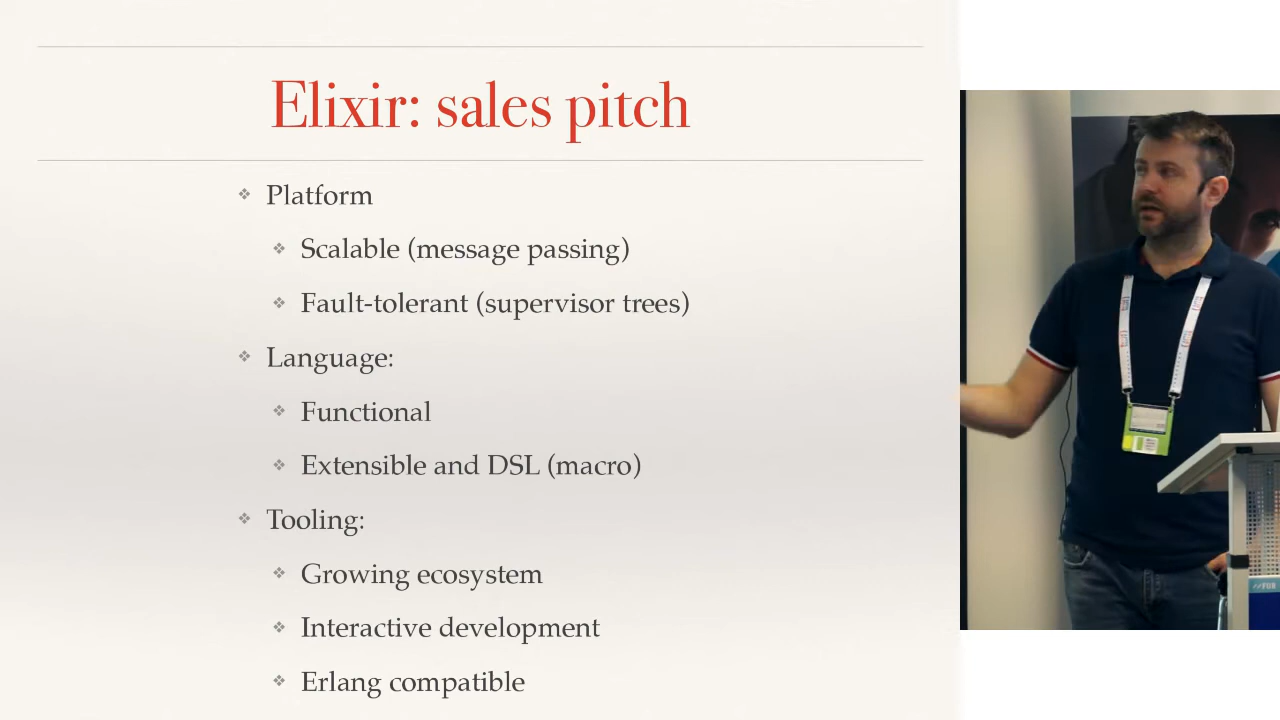 Elixir: sales pitch
Platform
Scalable (message passing)
Fault-tolerant (supervisor trees)
Language:
Functional
Extensible and DSL (macro)
Tooling:
Growing ecosystem
Interactive development
Erlang compatible